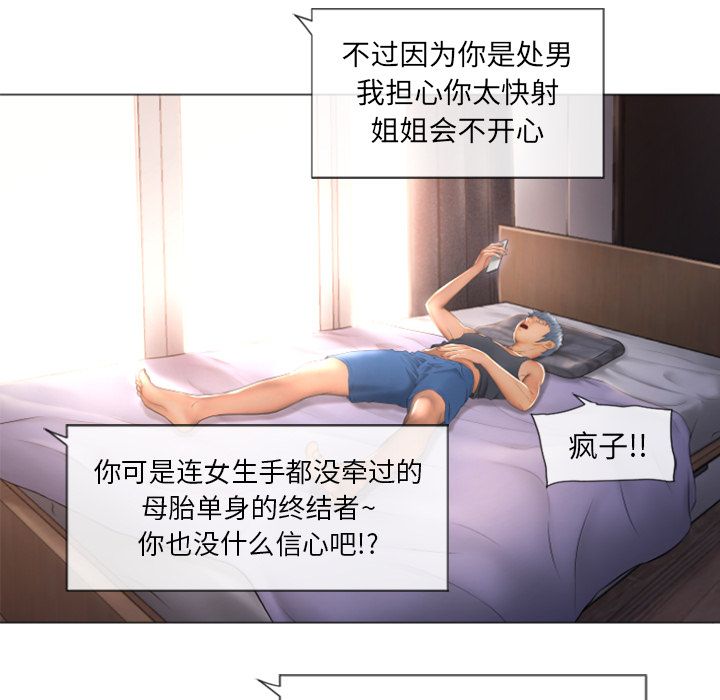 不过因为你是处男
我担心你太快射
姐姐会不开心
疯子!!
你可是连女生手都没牵过的
母胎单身的终结者~
你也没什么信心吧!?